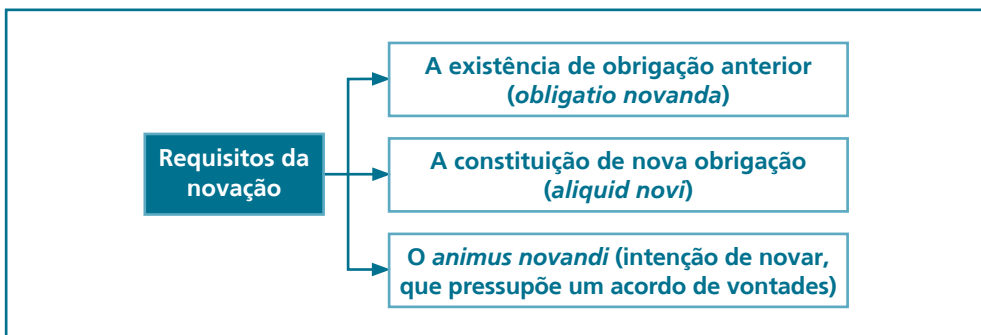 Requisitos da
novação
A existência de obrigação anterior
(obligatio novanda)
A constituição de nova obrigação
(aliquid novi)
O animus novandi (intenção de novar,
que pressupõe um acordo de vontades)